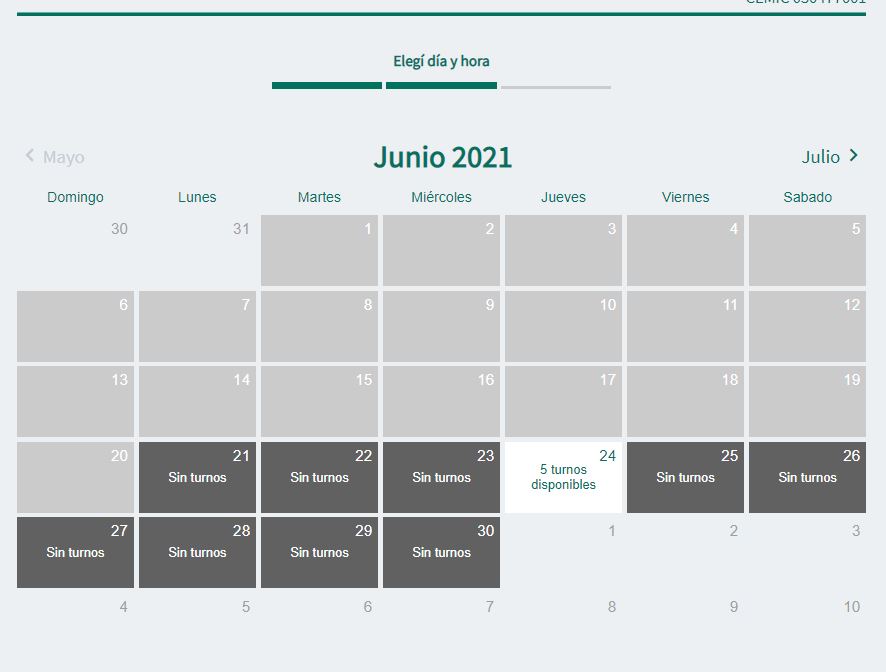 Elegí día y hora
Mayo
Junio 2021
Julio
Domingo Lunes Martes Miércoles Jueves Viernes Sabado
30 31 1 2 3 4 5
6 7 8 9 10 11 12
13 14 15 16 17 18 19
20 21 22 23 24 25 26
Sin turnos Sin turnos Sin turnos 5 turnos disponibles Sin turnos Sin turnos
27 28 29 30 1 2 3
Sin turnos Sin turnos Sin turnos Sin turnos
4 5 6 7 8 9 10